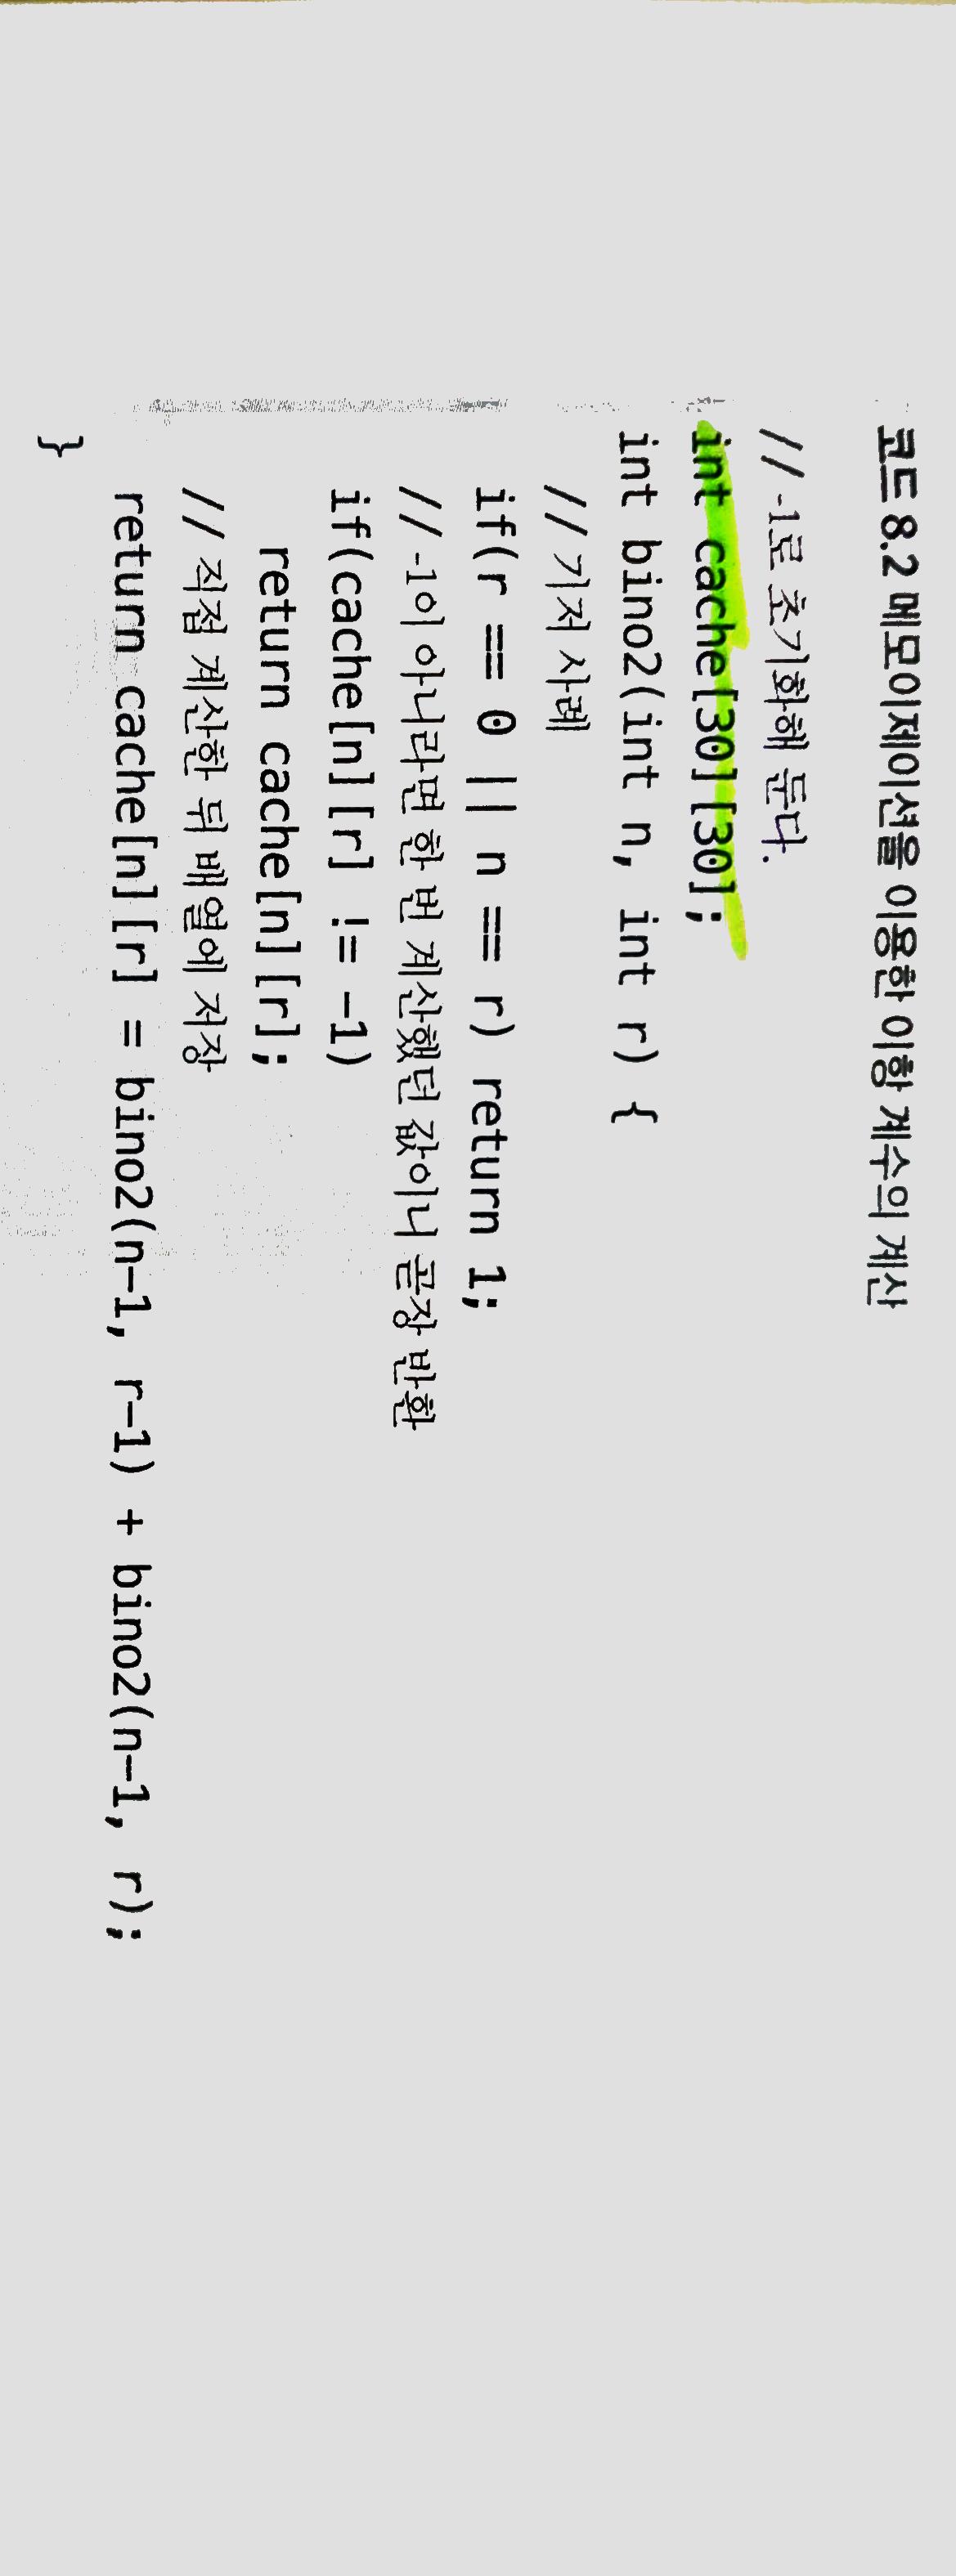 코드 8.2 메모이제이션을 이용한 이항 계수의 계산
// -1로 초기화해 둔다.
int cache[30][30];
int bino2(int n, int r) {
// 기저 사례
if(r == 0 || n == r) return 1;
// -1이 아니라면 한 번 계산했던 값이니 곧장 반환
if(cache[n][r] != -1)
return cache[n][r];
// 직접 계산한 뒤 배열에 저장
return cache[n][r] = bino2(n-1, r-1) + bino2(n-1, r);
}